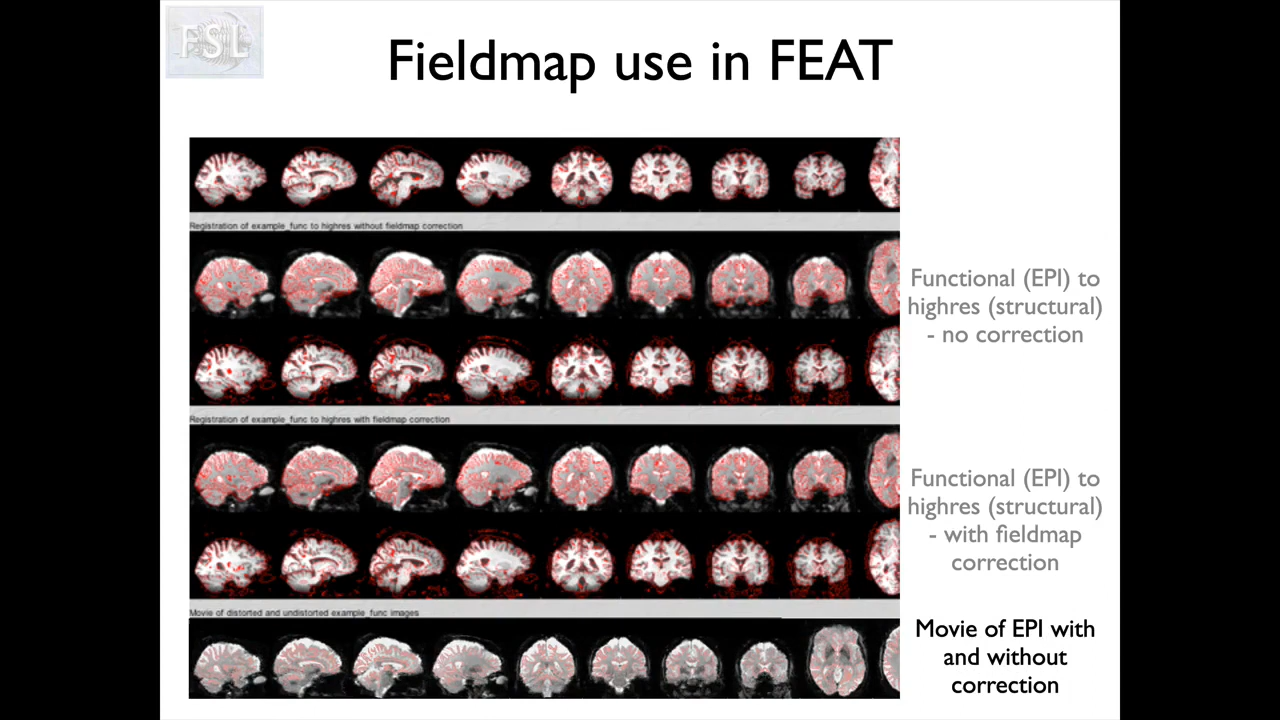 FSL
Fieldmap use in FEAT
Registration of example_func to highres without fieldmap correction
Functional (EPI) to
highres (structural)
- no correction
Registration of example_func to highres with fieldmap correction
Functional (EPI) to
highres (structural)
- with fieldmap
correction
Movie of distorted and undistorted example_func images
Movie of EPI with
and without
correction